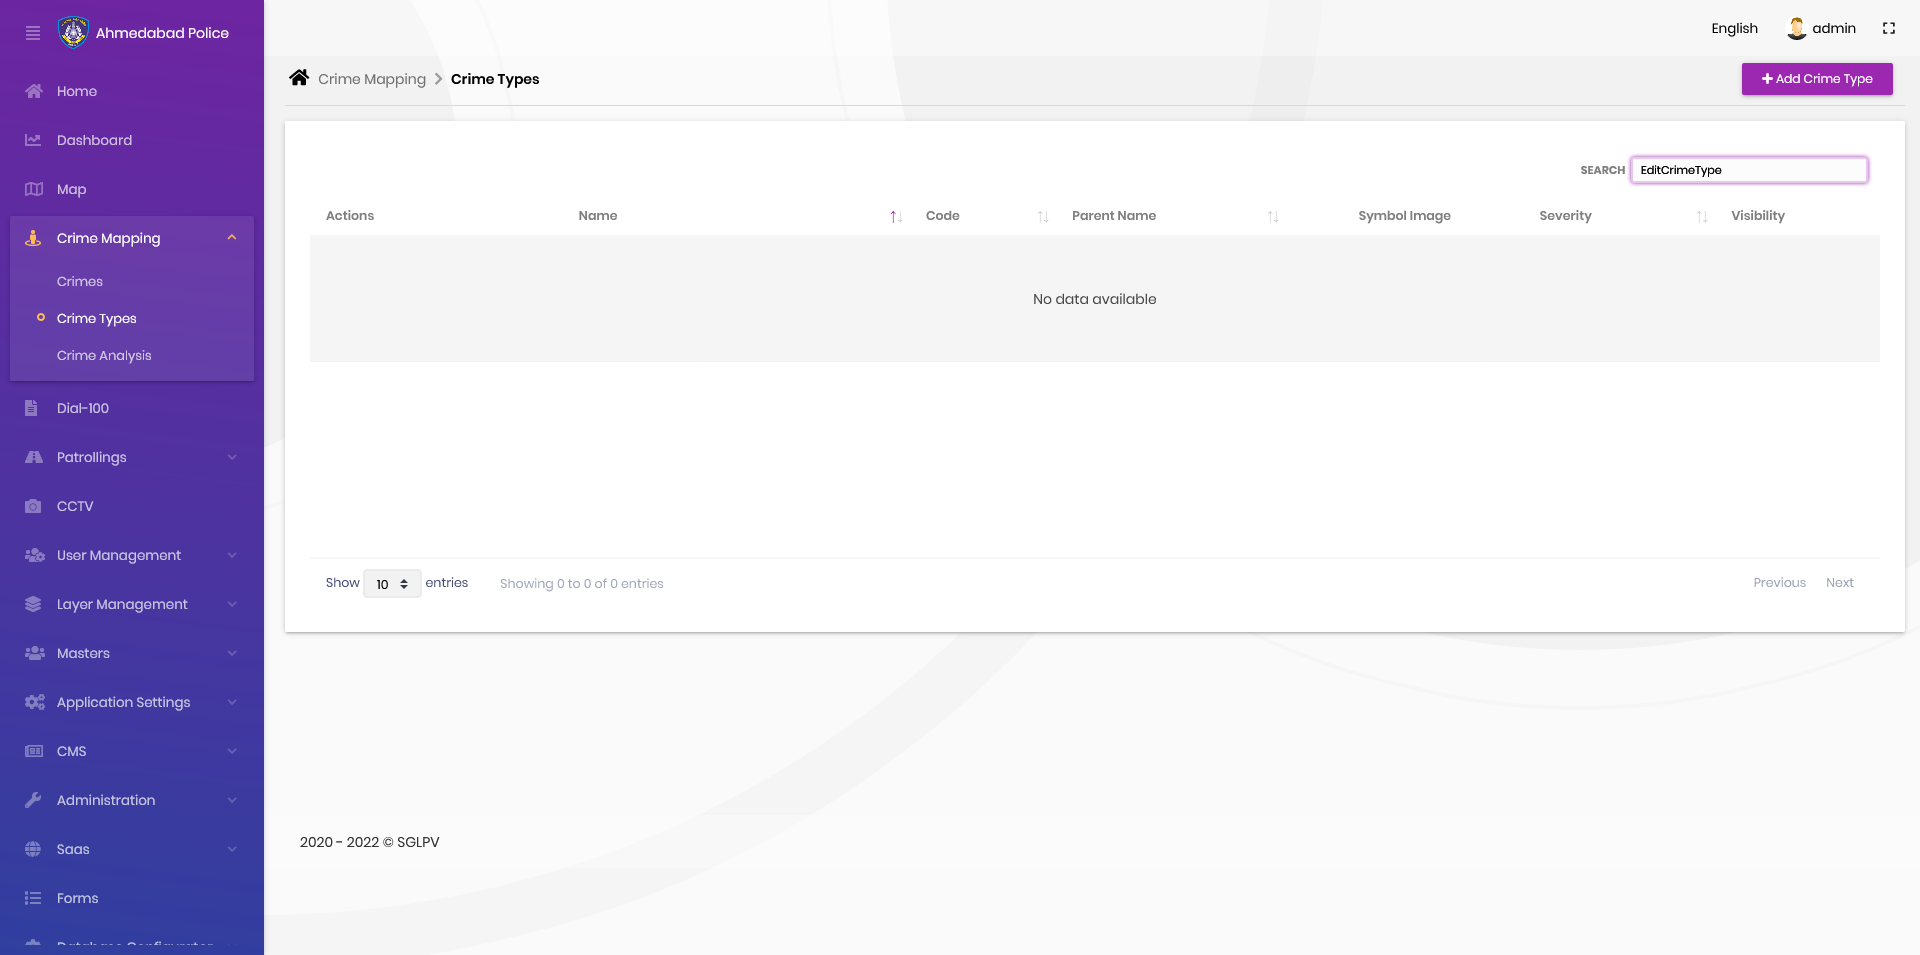 Ahmedabad Police
English
admin
Home
Dashboard
Map
Crime Mapping
Crimes
Crime Types
Crime Analysis
Dial-100
Patrollings
CCTV
User Management
Layer Management
Masters
Application Settings
CMS
Administration
Saas
Forms
Database Configurator
Crime Mapping > Crime Types
Add Crime Type
SEARCH EditCrimeType
Actions Name Code Parent Name Symbol Image Severity Visibility
No data available
Show 10 entries Showing 0 to 0 of 0 entries Previous Next
2020 - 2022 © SGLPV